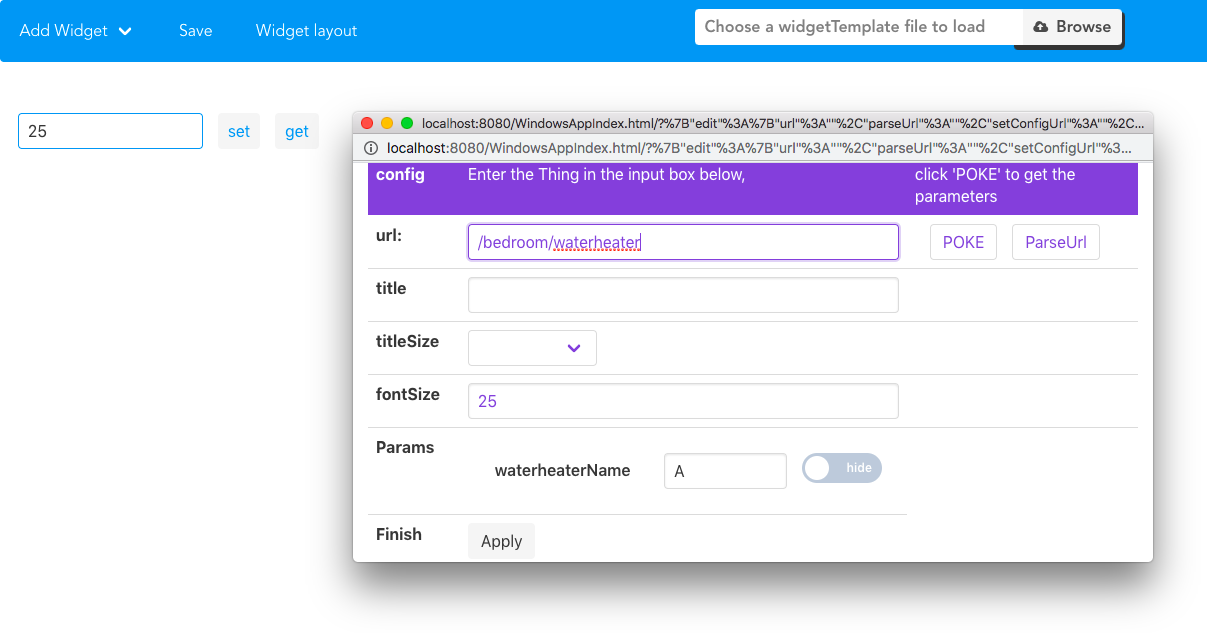 Add Widget Save Widget layout Choose a widgetTemplate file to load Browse
25 set get
localhost:8080/WindowsAppIndex.html/?%7B"edit"%3A%7B"url"%3A""%2C"parseUrl"%3A""%2C"setConfigUrl"%3A""%2C...
localhost:8080/WindowsAppIndex.html/?%7B"edit"%3A%7B"url"%3A""%2C"parseUrl"%3A""%2C"setConfigUrl"%3...
config Enter the Thing in the input box below, click 'POKE' to get the
parameters
url: /bedroom/waterheater POKE ParseUrl
title
titleSize
fontSize 25
Params
waterheaterName A hide
Finish Apply